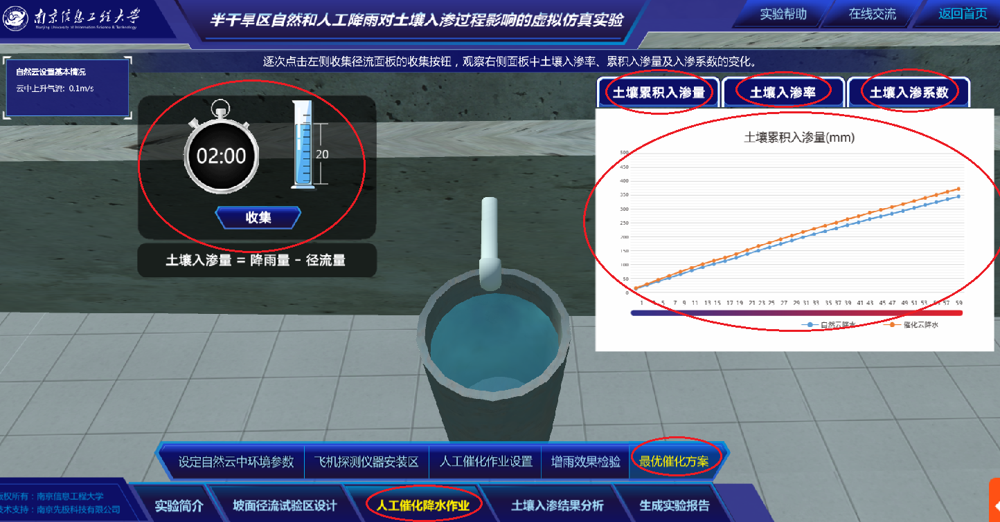 南京信息工程大学
Nanjing University of Information Science & Technology
半干旱区自然和人工降雨对土壤入渗过程影响的虚拟仿真实验
实验帮助
在线交流
返回首页
逐次点击左侧收集径流面板的收集按钮，观察右侧面板中土壤入渗率、累积入渗量及入渗系数的变化。
自然云设置基本情况
云中上升气流: 0.1m/s
02:00
20
收集
土壤入渗量 = 降雨量 - 径流量
土壤累积入渗量
土壤入渗率
土壤入渗系数
土壤累积入渗量(mm)
500
450
400
350
300
250
200
150
100
50
0
1 5 7 9 11 13 15 17 19 21 23 25 27 29 31 33 35 37 39 41 43 45 47 49 51 53 57 59
自然云降水
催化云降水
设定自然云中环境参数
飞机探测仪器安装区
人工催化作业设置
增雨效果检验
最优催化方案
版权所有：南京信息工程大学
技术支持：南京先极科技有限公司
实验简介
坡面径流试验区设计
人工催化降水作业
土壤入渗结果分析
生成实验报告